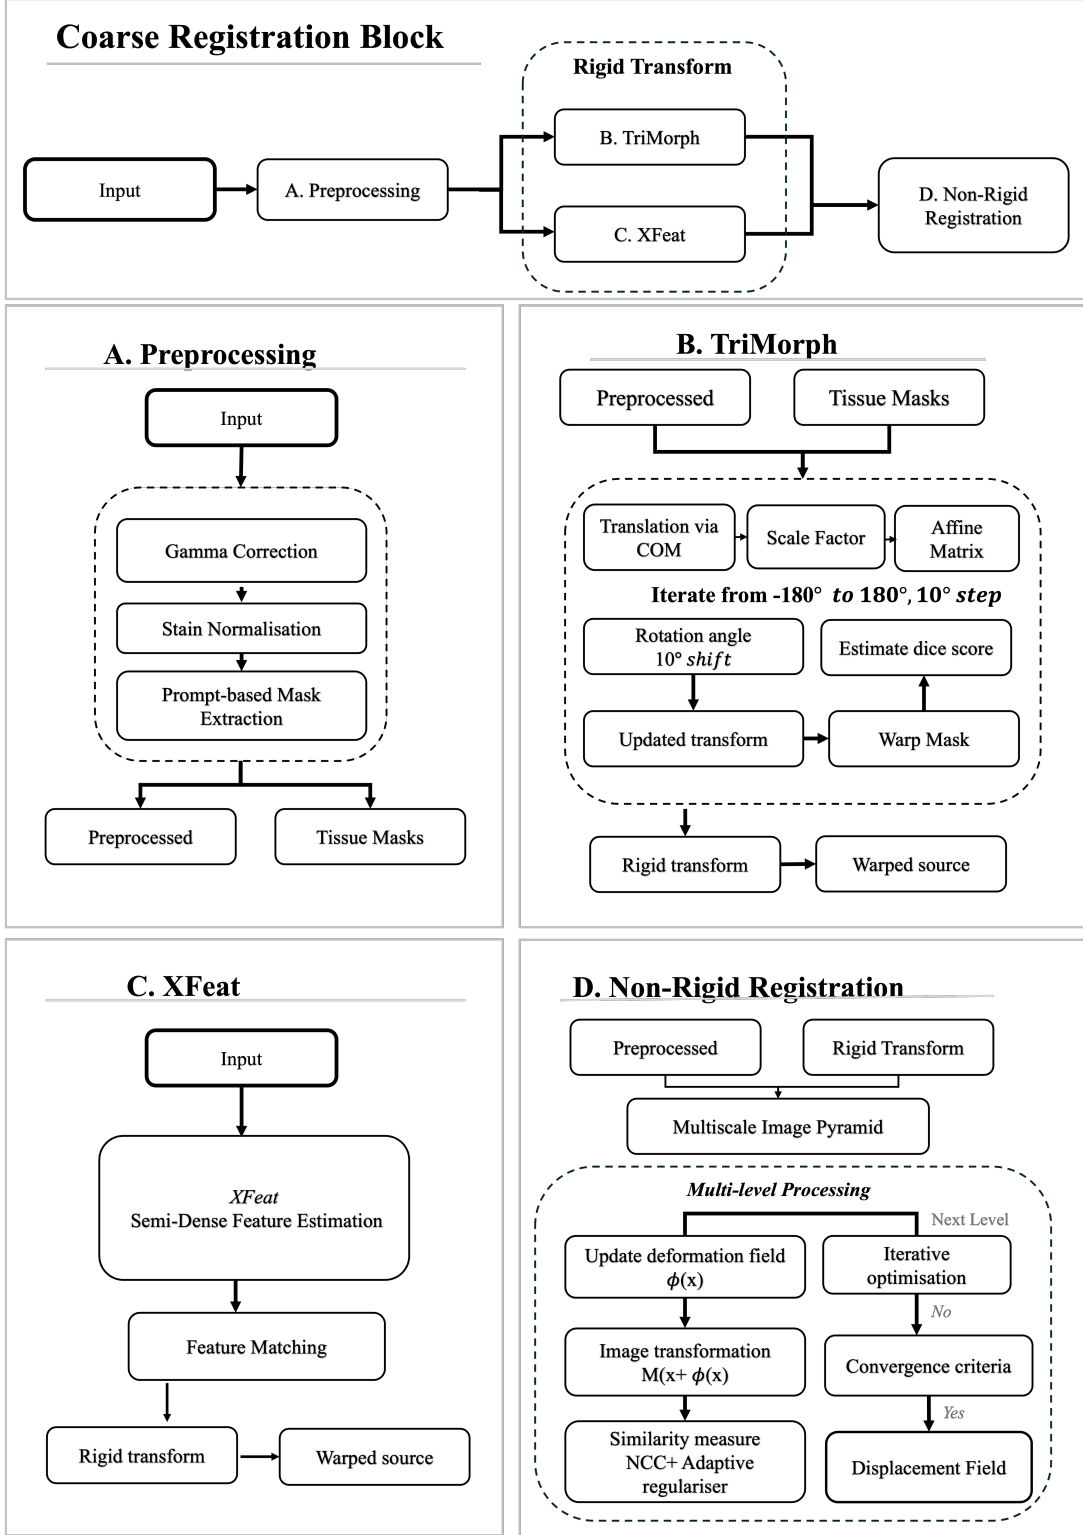 Coarse Registration Block
Rigid Transform
Input
A. Preprocessing
B. TriMorph
C. XFeat
D. Non-Rigid
Registration
A. Preprocessing
Input
Gamma Correction
Stain Normalisation
Prompt-based Mask
Extraction
Preprocessed
Tissue Masks
B. TriMorph
Preprocessed
Tissue Masks
Translation via
COM
Scale Factor
Affine
Matrix
Iterate from -180° to 180°, 10° step
Rotation angle
10° shift
Estimate dice score
Updated transform
Warp Mask
Rigid transform
Warped source
C. XFeat
Input
XFeat
Semi-Dense Feature Estimation
Feature Matching
Rigid transform
Warped source
D. Non-Rigid Registration
Preprocessed
Rigid Transform
Multiscale Image Pyramid
Multi-level Processing
Next Level
Update deformation field
ϕ(x)
Iterative
optimisation
No
Image transformation
M(x+ ϕ(x)
Convergence criteria
Yes
Similarity measure
NCC+ Adaptive
regulariser
Displacement Field